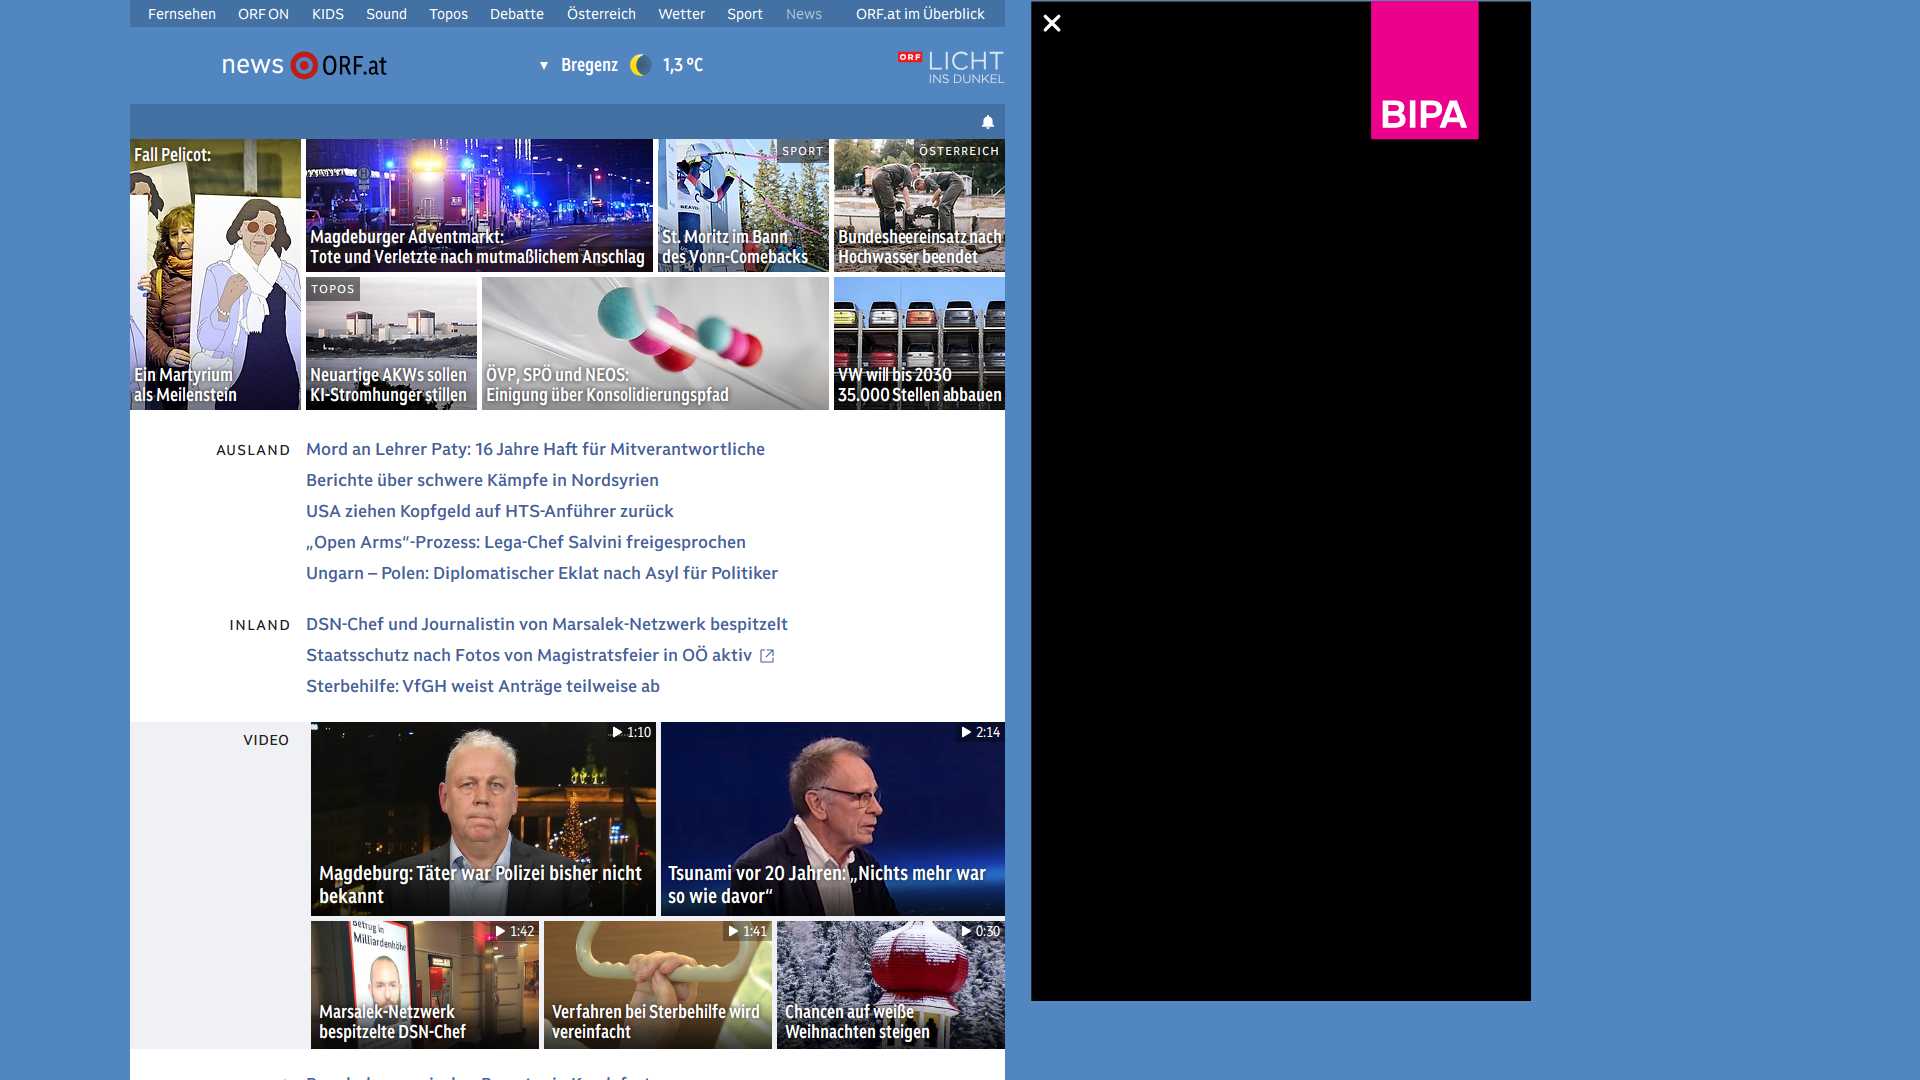 Fernsehen ORF ON KIDS Sound Topos Debatte Österreich Wetter Sport News ORF.at im Überblick
news ORF.at
Bregenz 1,3 °C
ORF LICHT
INS DUNKEL
BIPA
Fall Pelicot:
Ein Martyrium
als Meilenstein
Magdeburger Adventmarkt:
Tote und Verletzte nach mutmaßlichem Anschlag
SPORT
St. Moritz im Bann
des Vonn-Comebacks
ÖSTERREICH
Bundesheereinsatz nach
Hochwasser beendet
TOPOS
Neuartige AKWs sollen
KI-Stromhunger stillen
ÖVP, SPÖ und NEOS:
Einigung über Konsolidierungspfad
VW will bis 2030
35.000 Stellen abbauen
AUSLAND
Mord an Lehrer Paty: 16 Jahre Haft für Mitverantwortliche
Berichte über schwere Kämpfe in Nordsyrien
USA ziehen Kopfgeld auf HTS-Anführer zurück
„Open Arms“-Prozess: Lega-Chef Salvini freigesprochen
Ungarn – Polen: Diplomatischer Eklat nach Asyl für Politiker
INLAND
DSN-Chef und Journalistin von Marsalek-Netzwerk bespitzelt
Staatsschutz nach Fotos von Magistratsfeier in OÖ aktiv
Sterbehilfe: VfGH weist Anträge teilweise ab
VIDEO
1:10
Magdeburg: Täter war Polizei bisher nicht
bekannt
2:14
Tsunami vor 20 Jahren: „Nichts mehr war
so wie davor“
Betrug in
Milliardenhöhe
1:42
Marsalek-Netzwerk
bespitzelte DSN-Chef
1:41
Verfahren bei Sterbehilfe wird
vereinfacht
0:30
Chancen auf weiße
Weihnachten steigen